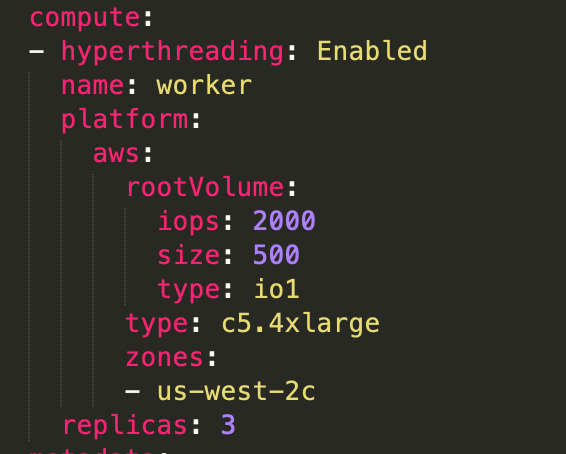 compute:
- hyperthreading: Enabled
  name: worker
  platform:
    aws:
      rootVolume:
        iops: 2000
        size: 500
        type: io1
      type: c5.4xlarge
      zones:
      - us-west-2c
  replicas: 3